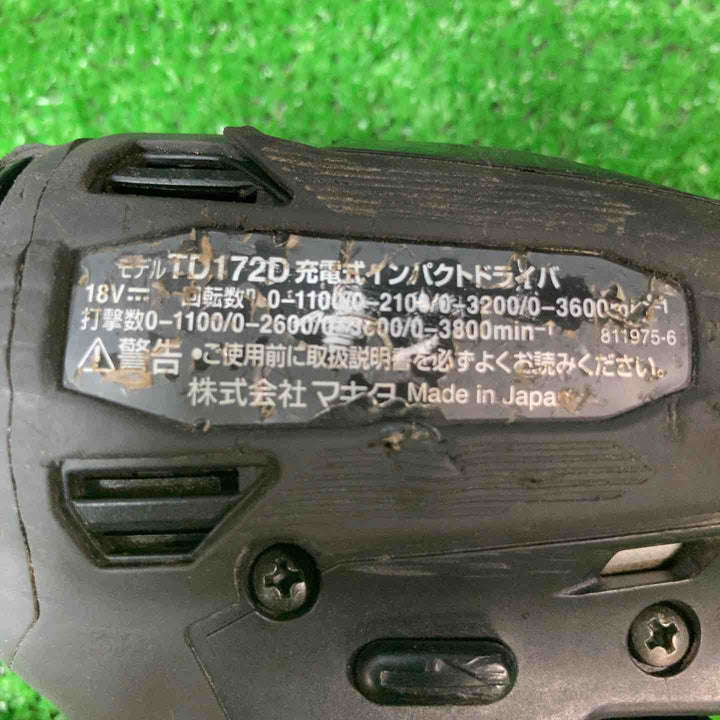 モデル TD172D 充電式インパクトドライバ
18V⎓ 回転数 0-1100/0-2100/0-3200/0-3600min⁻¹
打撃数0-1100/0-2600/0-3600/0-3800min⁻¹ 811975-6
⚠警告 •ご使用前に取扱説明書を必ずよくお読みください。
株式会社 マキタ Made in Japan